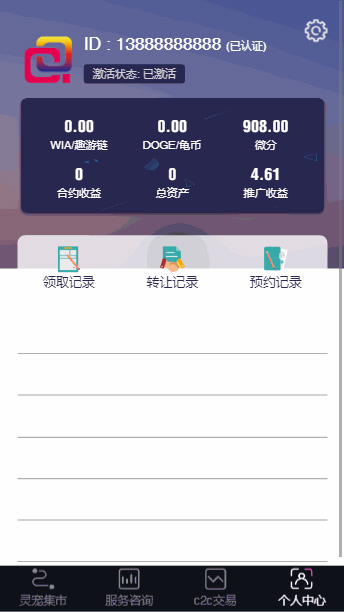 ID : 13888888888 (已认证)
激活状态: 已激活
0.00 0.00 908.00
WIA/趣游链 DOGE/龟币 微分
0 0 4.61
合约收益 总资产 推广收益
领取记录 转让记录 预约记录
灵宠集市 服务咨询 c2c交易 个人中心